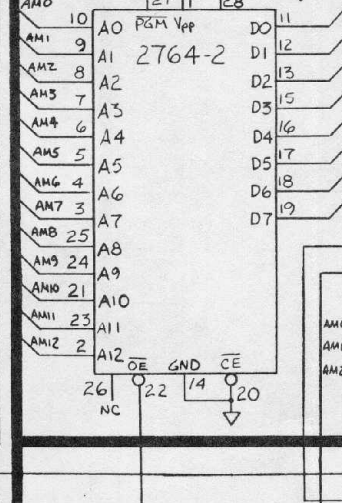 AM0 27 1 28
10 A0 PGM Vpp D0 11
AM1 9 A1 2764-2 D1 12
AM2 8 A2 D2 13
AM3 7 A3 D3 15
AM4 6 A4 D4 16
AM5 5 A5 D5 17
AM6 4 A6 D6 18
AM7 3 A7 D7 19
AM8 25 A8
AM9 24 A9
AM10 21 A10
AM11 23 A11
AM12 2 A12
OE GND CE
26 22 14 20
NC